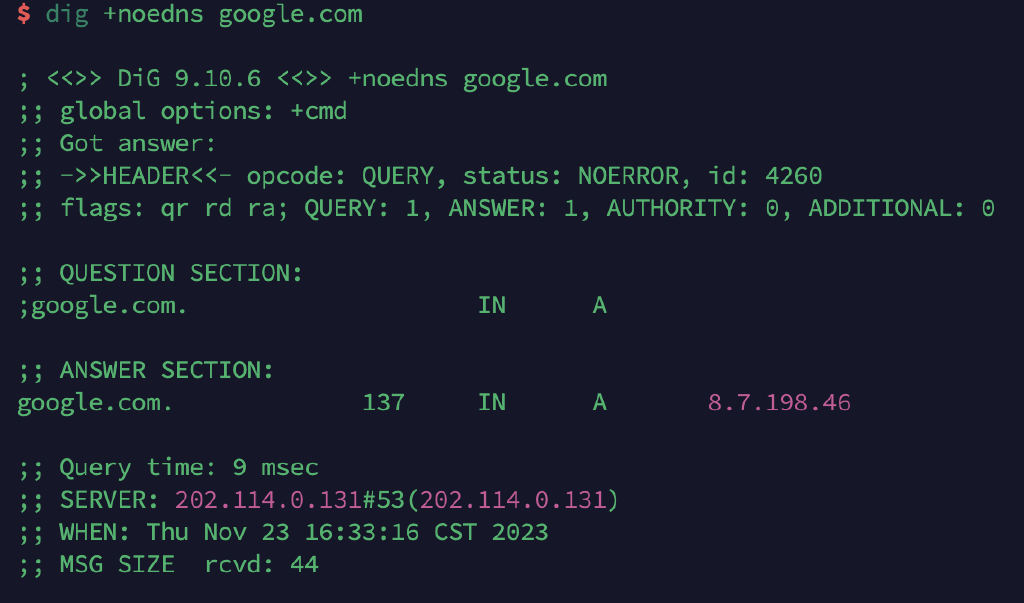 $ dig +noedns google.com
; <<>> DiG 9.10.6 <<>> +noedns google.com
;; global options: +cmd
;; Got answer:
;; ->>HEADER<<- opcode: QUERY, status: NOERROR, id: 4260
;; flags: qr rd ra; QUERY: 1, ANSWER: 1, AUTHORITY: 0, ADDITIONAL: 0
;; QUESTION SECTION:
;google.com. IN A
;; ANSWER SECTION:
google.com. 137 IN A 8.7.198.46
;; Query time: 9 msec
;; SERVER: 202.114.0.131#53(202.114.0.131)
;; WHEN: Thu Nov 23 16:33:16 CST 2023
;; MSG SIZE  rcvd: 44